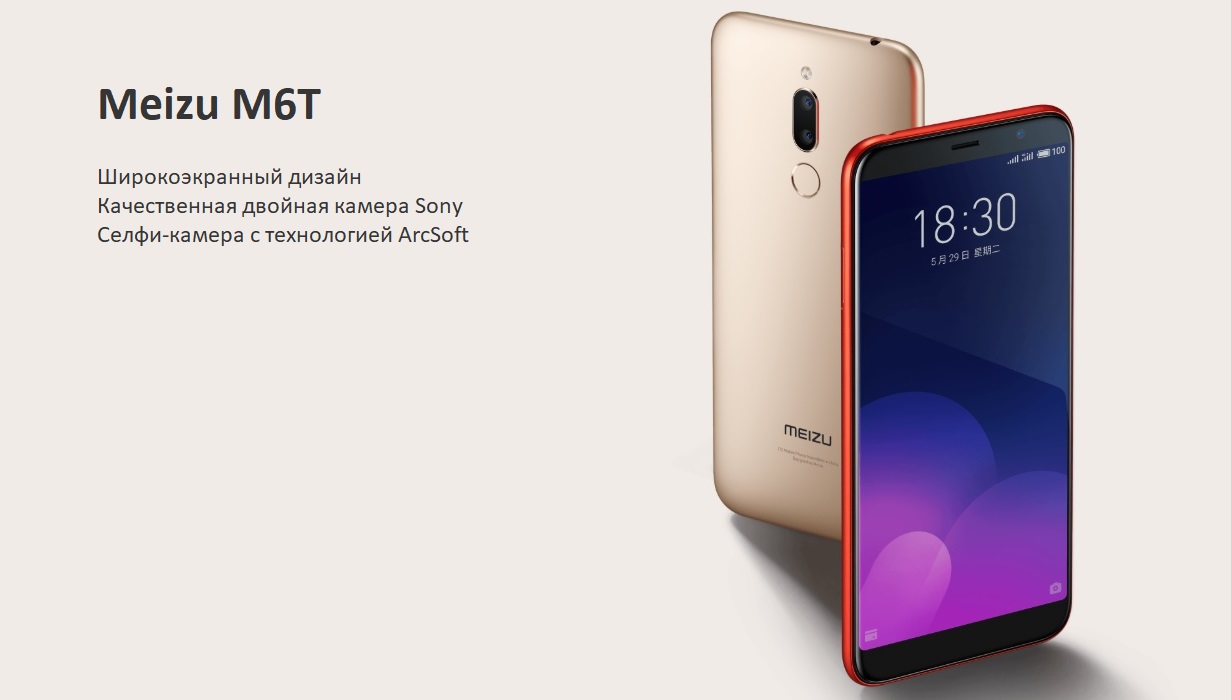 Meizu M6T
Широкоэкранный дизайн
Качественная двойная камера Sony
Селфи-камера с технологией ArcSoft
100
18:30
5月29日 星期二
MEIZU